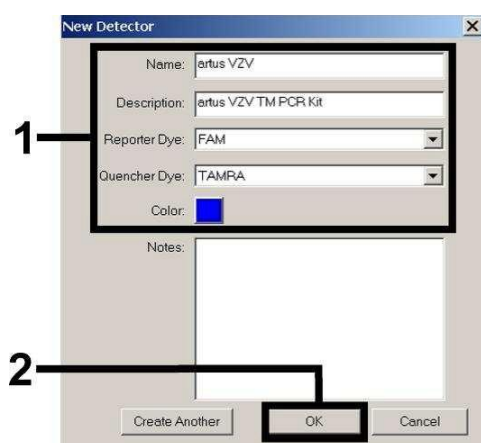 New Detector
Name: artus VZV
Description: artus VZV TM PCR Kit
1
Reporter Dye: FAM
Quencher Dye: TAMRA
Color:
Notes:
2
Create Another OK Cancel